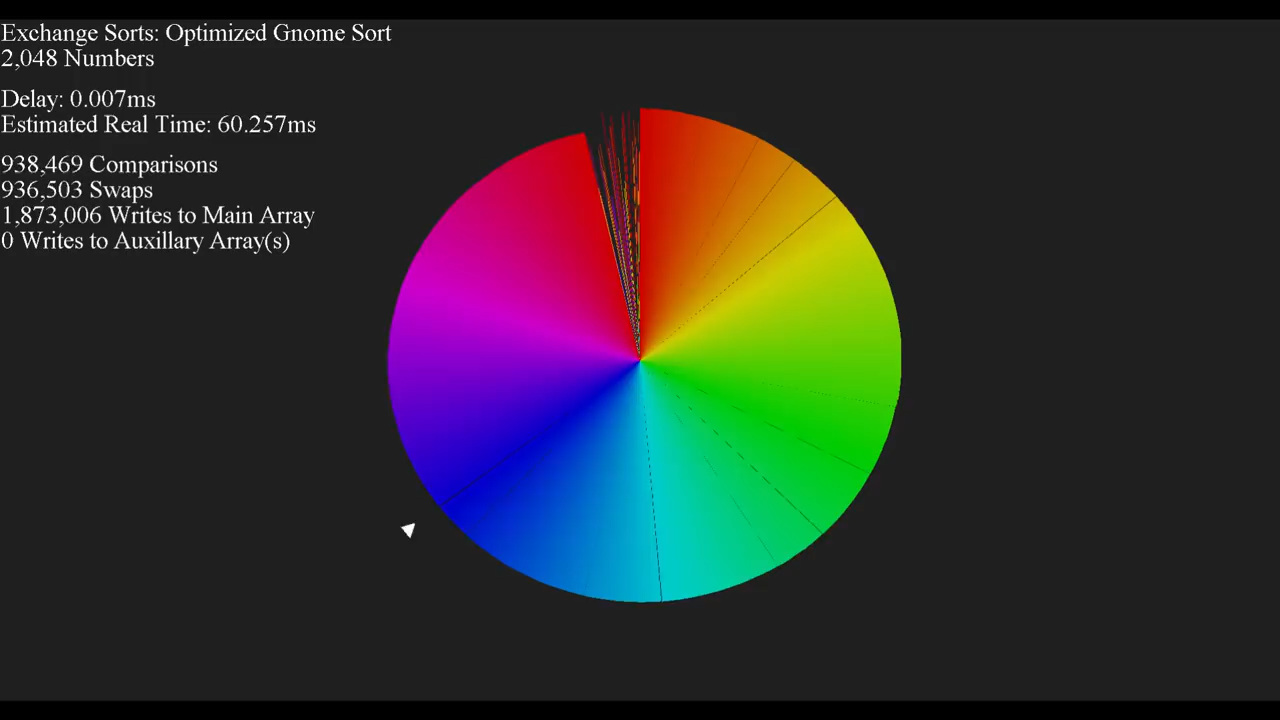 Exchange Sorts: Optimized Gnome Sort
2,048 Numbers
Delay: 0.007ms
Estimated Real Time: 60.257ms
938,469 Comparisons
936,503 Swaps
1,873,006 Writes to Main Array
0 Writes to Auxillary Array(s)